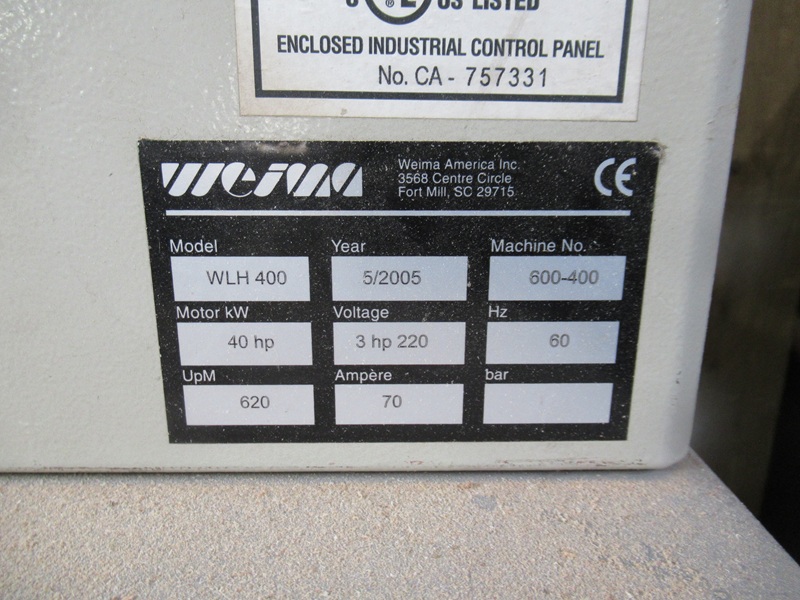 US LISTED
ENCLOSED INDUSTRIAL CONTROL PANEL
No. CA - 757331
weima
Weima America Inc.
3568 Centre Circle
Fort Mill, SC 29715
CE
Model Year Machine No.
WLH 400 5/2005 600-400
Motor kW Voltage Hz
40 hp 3 hp 220 60
UpM Ampère bar
620 70